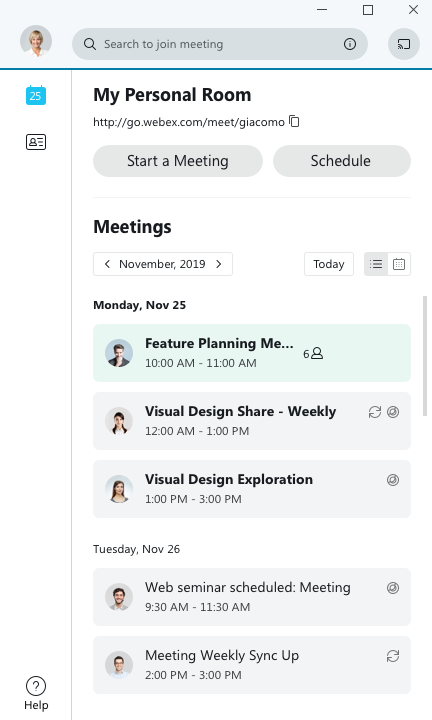 Search to join meeting
25
My Personal Room
http://go.webex.com/meet/giacomo
Start a Meeting
Schedule
Meetings
November, 2019
Today
Monday, Nov 25
Feature Planning Me...
6
10:00 AM - 11:00 AM
Visual Design Share - Weekly
12:00 AM - 1:00 PM
Visual Design Exploration
1:00 PM - 3:00 PM
Tuesday, Nov 26
Web seminar scheduled: Meeting
9:30 AM - 11:30 AM
Meeting Weekly Sync Up
2:00 PM - 3:00 PM
Help